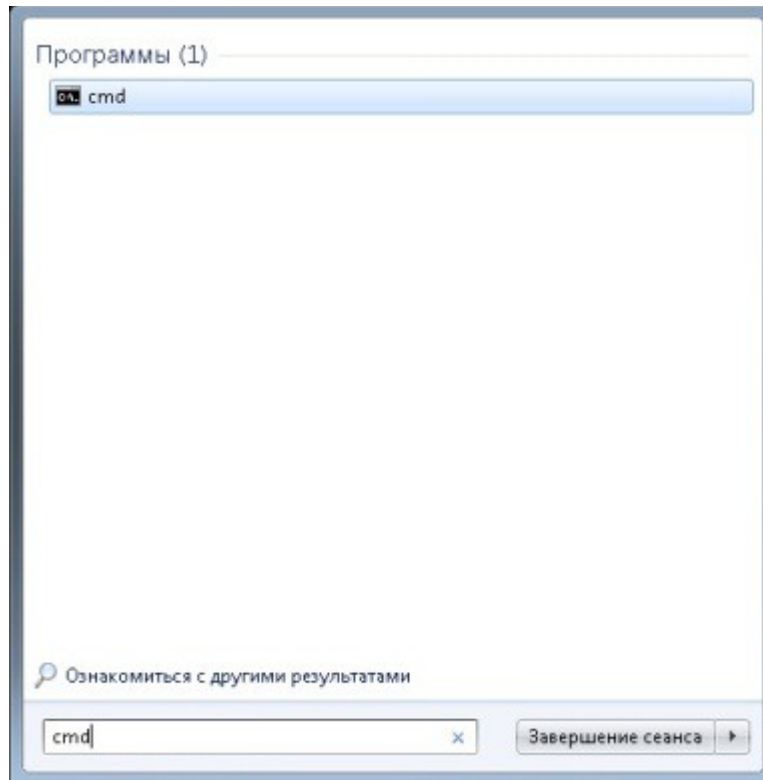 Программы (1)
cmd
Ознакомиться с другими результатами
cmd
Завершение сеанса